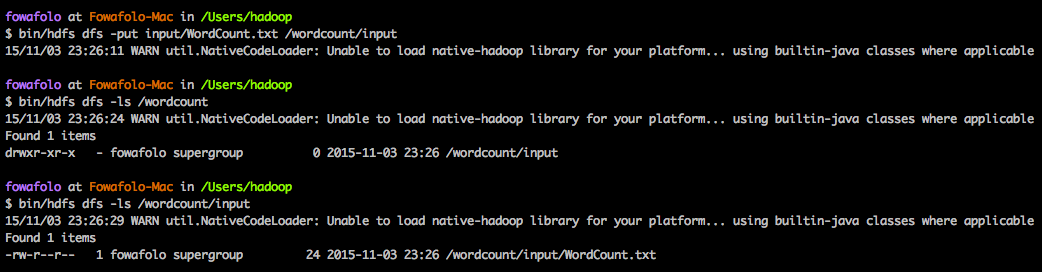 fowafolo at Fowafolo-Mac in /Users/hadoop
$ bin/hdfs dfs -put input/WordCount.txt /wordcount/input
15/11/03 23:26:11 WARN util.NativeCodeLoader: Unable to load native-hadoop library for your platform... using builtin-java classes where applicable
fowafolo at Fowafolo-Mac in /Users/hadoop
$ bin/hdfs dfs -ls /wordcount
15/11/03 23:26:24 WARN util.NativeCodeLoader: Unable to load native-hadoop library for your platform... using builtin-java classes where applicable
Found 1 items
drwxr-xr-x   - fowafolo supergroup          0 2015-11-03 23:26 /wordcount/input
fowafolo at Fowafolo-Mac in /Users/hadoop
$ bin/hdfs dfs -ls /wordcount/input
15/11/03 23:26:29 WARN util.NativeCodeLoader: Unable to load native-hadoop library for your platform... using builtin-java classes where applicable
Found 1 items
-rw-r--r--   1 fowafolo supergroup         24 2015-11-03 23:26 /wordcount/input/WordCount.txt